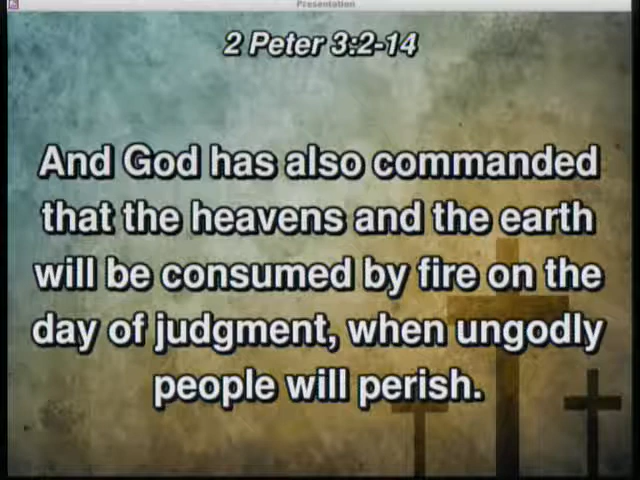 Presentation
2 Peter 3:2-14
And God has also commanded
that the heavens and the earth
will be consumed by fire on the
day of judgment, when ungodly
people will perish.